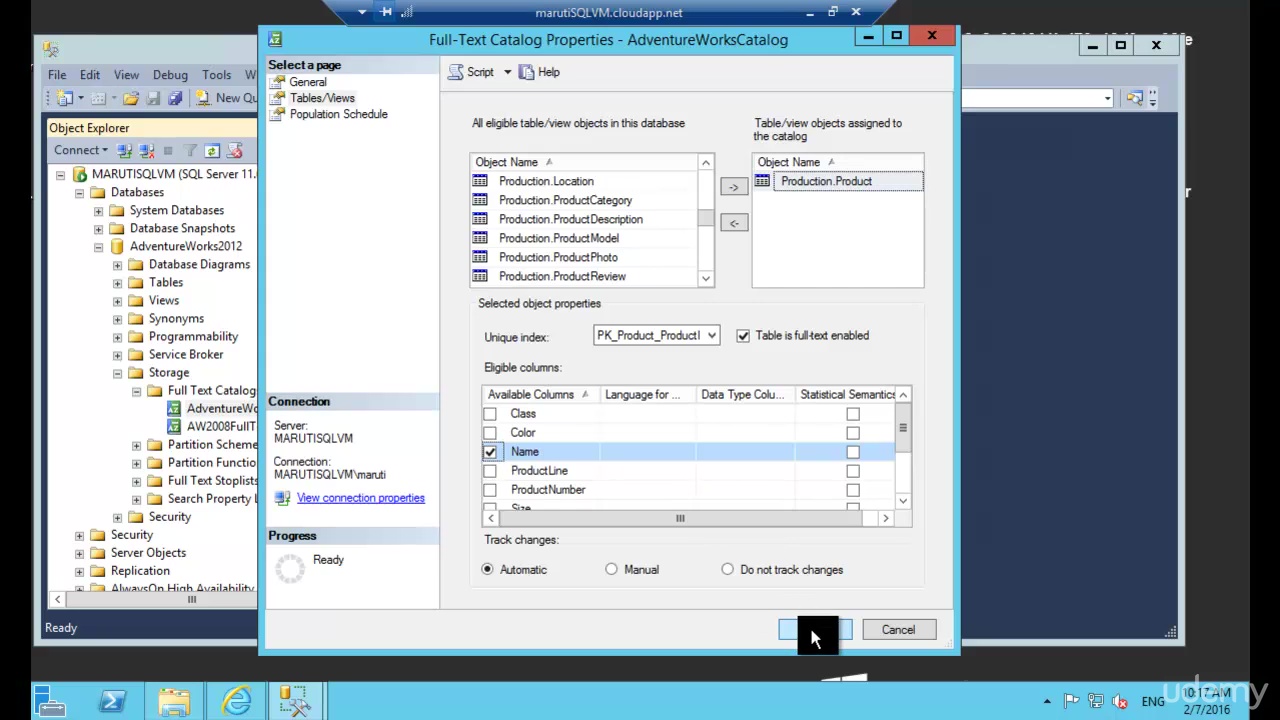 marutiSQLVM.cloudapp.net
Full-Text Catalog Properties - AdventureWorksCatalog
File Edit View Debug Tools
New Qu
Object Explorer
Connect
MARUTISQLVM (SQL Server 11.
Databases
System Databases
Database Snapshots
AdventureWorks2012
Database Diagrams
Tables
Views
Synonyms
Programmability
Service Broker
Storage
Full Text Catalog
AdventureWo
AW2008FullT
Partition Scheme
Partition Functio
Full Text Stoplists
Search Property L
Security
Security
Server Objects
Replication
AlwaysOn High Availability
Ready
Select a page
General
Tables/Views
Population Schedule
Connection
Server:
MARUTISQLVM
Connection:
MARUTISQLVM\maruti
View connection properties
Progress
Ready
Script Help
All eligible table/view objects in this database
Object Name
Production.Location
Production.ProductCategory
Production.ProductDescription
Production.ProductModel
Production.ProductPhoto
Production.ProductReview
->
<-
Table/view objects assigned to
the catalog
Object Name
Production.Product
Selected object properties
Unique index: PK_Product_ProductI Table is full-text enabled
Eligible columns:
Available Columns Language for ... Data Type Colu... Statistical Semantics
Class
Color
Name
ProductLine
ProductNumber
Size
Track changes:
Automatic Manual Do not track changes
Cancel
ENG
10:17 AM
2/7/2016
udemy